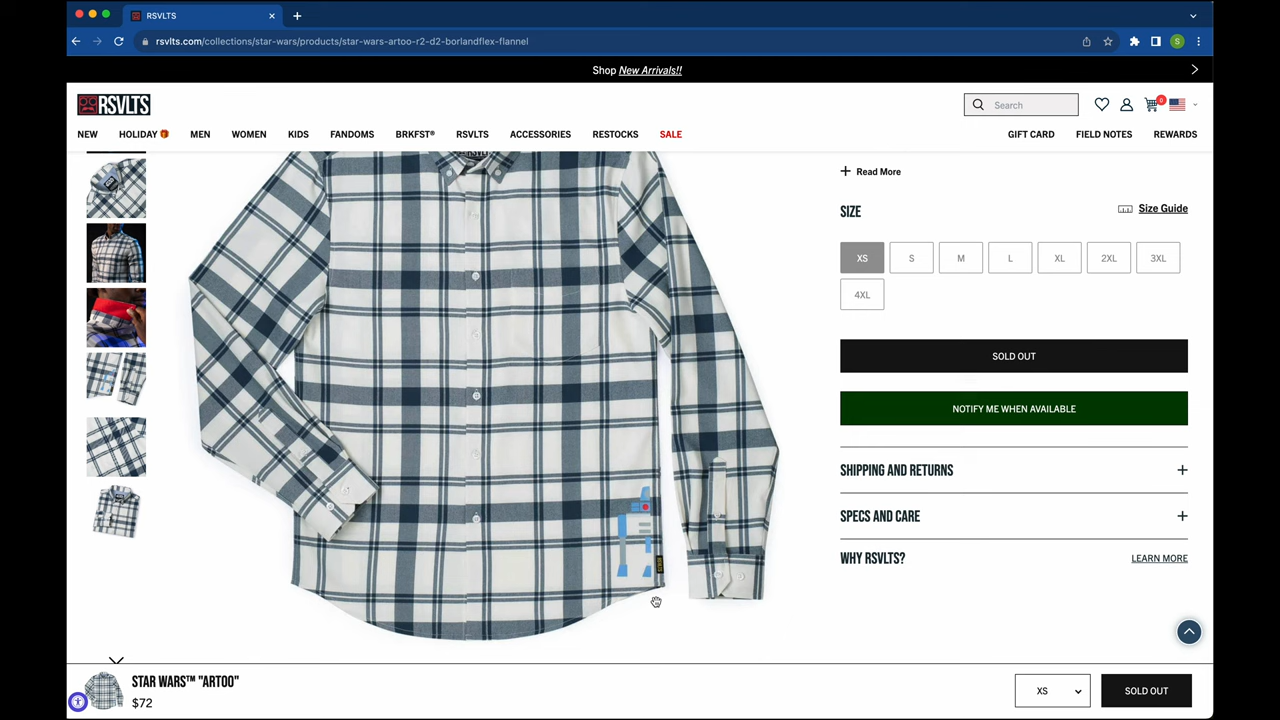 RSVLTS
rsvlts.com/collections/star-wars/products/star-wars-artoo-r2-d2-borlandflex-flannel
S
Shop New Arrivals!!
RSVLTS
Search
0
NEW
HOLIDAY
MEN
WOMEN
KIDS
FANDOMS
BRKFST®
RSVLTS
ACCESSORIES
RESTOCKS
SALE
GIFT CARD
FIELD NOTES
REWARDS
Read More
SIZE
Size Guide
XS
S
M
L
XL
2XL
3XL
4XL
SOLD OUT
NOTIFY ME WHEN AVAILABLE
SHIPPING AND RETURNS
SPECS AND CARE
WHY RSVLTS?
LEARN MORE
STAR WARS™ "ARTOO"
$72
XS
SOLD OUT